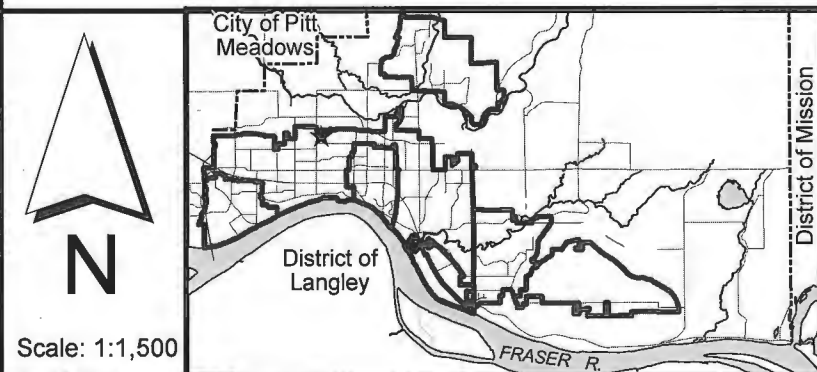 City of Pitt
Meadows
District of Mission
District of
Langley
N
Scale: 1:1,500
FRASER R.